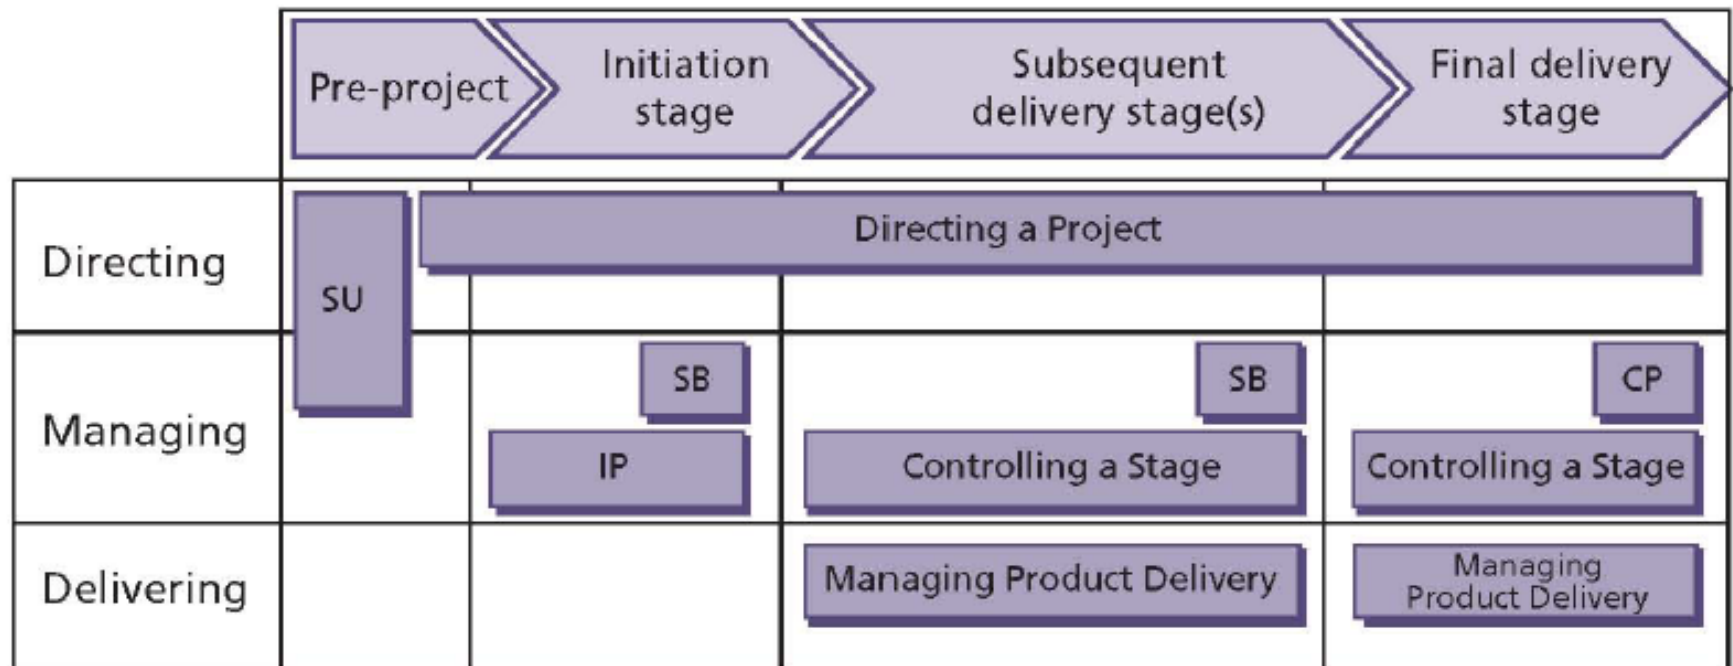 Pre-project
Initiation
stage
Subsequent
delivery stage(s)
Final delivery
stage
Directing
SU
Directing a Project
Managing
SB
SB
CP
IP
Controlling a Stage
Controlling a Stage
Delivering
Managing Product Delivery
Managing
Product Delivery